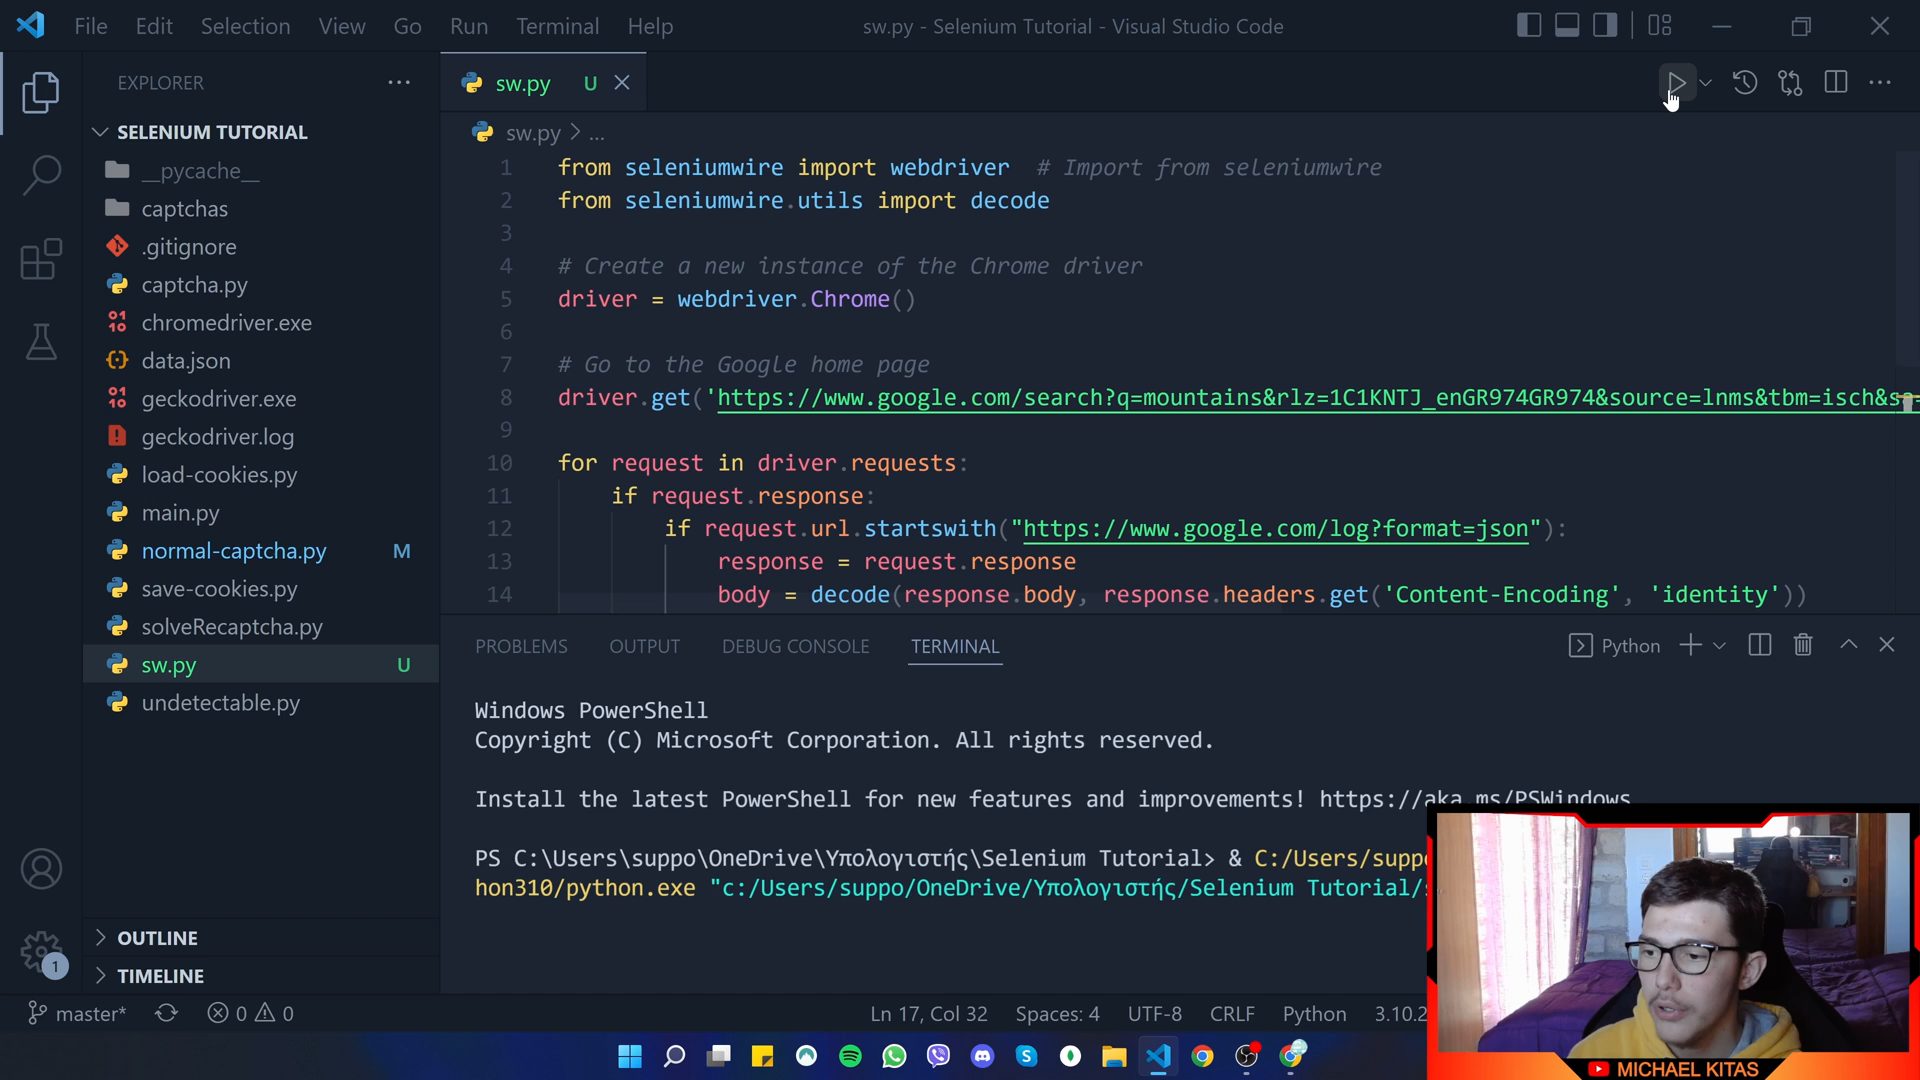 File Edit Selection View Go Run Terminal Help
sw.py - Selenium Tutorial - Visual Studio Code
EXPLORER
SELENIUM TUTORIAL
__pycache__
captchas
.gitignore
captcha.py
chromedriver.exe
data.json
geckodriver.exe
geckodriver.log
load-cookies.py
main.py
normal-captcha.py M
save-cookies.py
solveRecaptcha.py
sw.py U
undetectable.py
OUTLINE
TIMELINE
sw.py U
sw.py > ...
1 from seleniumwire import webdriver # Import from seleniumwire
2 from seleniumwire.utils import decode
3
4 # Create a new instance of the Chrome driver
5 driver = webdriver.Chrome()
6
7 # Go to the Google home page
8 driver.get('https://www.google.com/search?q=mountains&rlz=1C1KNTJ_enGR974GR974&source=lnms&tbm=isch&sa=
9
10 for request in driver.requests:
11 if request.response:
12 if request.url.startswith("https://www.google.com/log?format=json"):
13 response = request.response
14 body = decode(response.body, response.headers.get('Content-Encoding', 'identity'))
PROBLEMS OUTPUT DEBUG CONSOLE TERMINAL
Python
Windows PowerShell
Copyright (C) Microsoft Corporation. All rights reserved.
Install the latest PowerShell for new features and improvements! https://aka.ms/PSWindows
PS C:\Users\suppo\OneDrive\Υπολογιστής\Selenium Tutorial> & C:/Users/suppo
hon310/python.exe "c:/Users/suppo/OneDrive/Υπολογιστής/Selenium Tutorial/
1
master* 0 0
Ln 17, Col 32 Spaces: 4 UTF-8 CRLF Python 3.10.2
MICHAEL KITAS